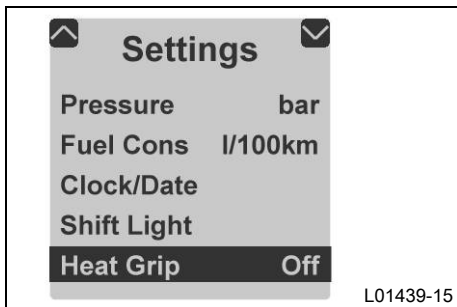 Settings
Pressure bar
Fuel Cons l/100km
Clock/Date
Shift Light
Heat Grip Off
L01439-15